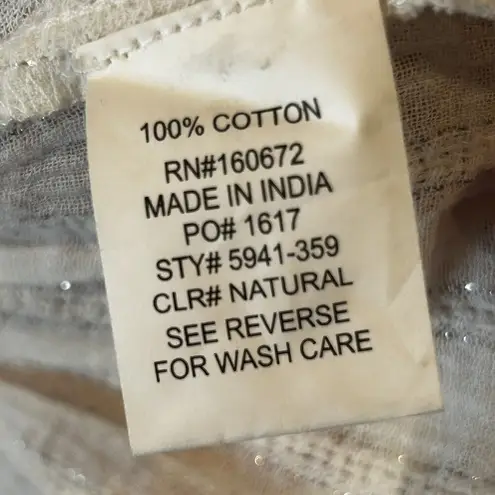 100% COTTON
RN#160672
MADE IN INDIA
PO# 1617
STY# 5941-359
CLR# NATURAL
SEE REVERSE
FOR WASH CARE